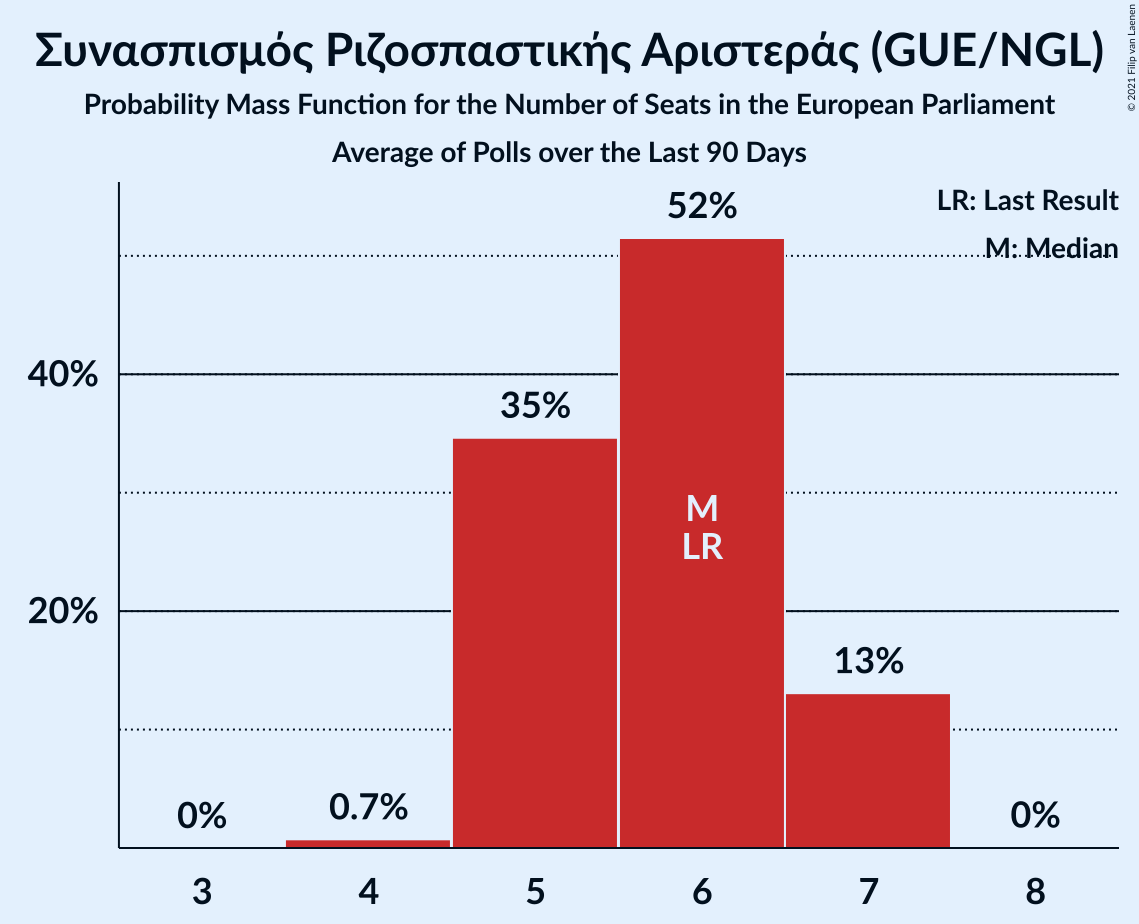 Συνασπισμός Ριζοσπαστικής Αριστεράς (GUE/NGL)
Probability Mass Function for the Number of Seats in the European Parliament
Average of Polls over the Last 90 Days
© 2021 Filip van Laenen
LR: Last Result
M: Median
52%
40%
35%
M
LR
20%
13%
0%
0.7%
0%
3
4
5
6
7
8